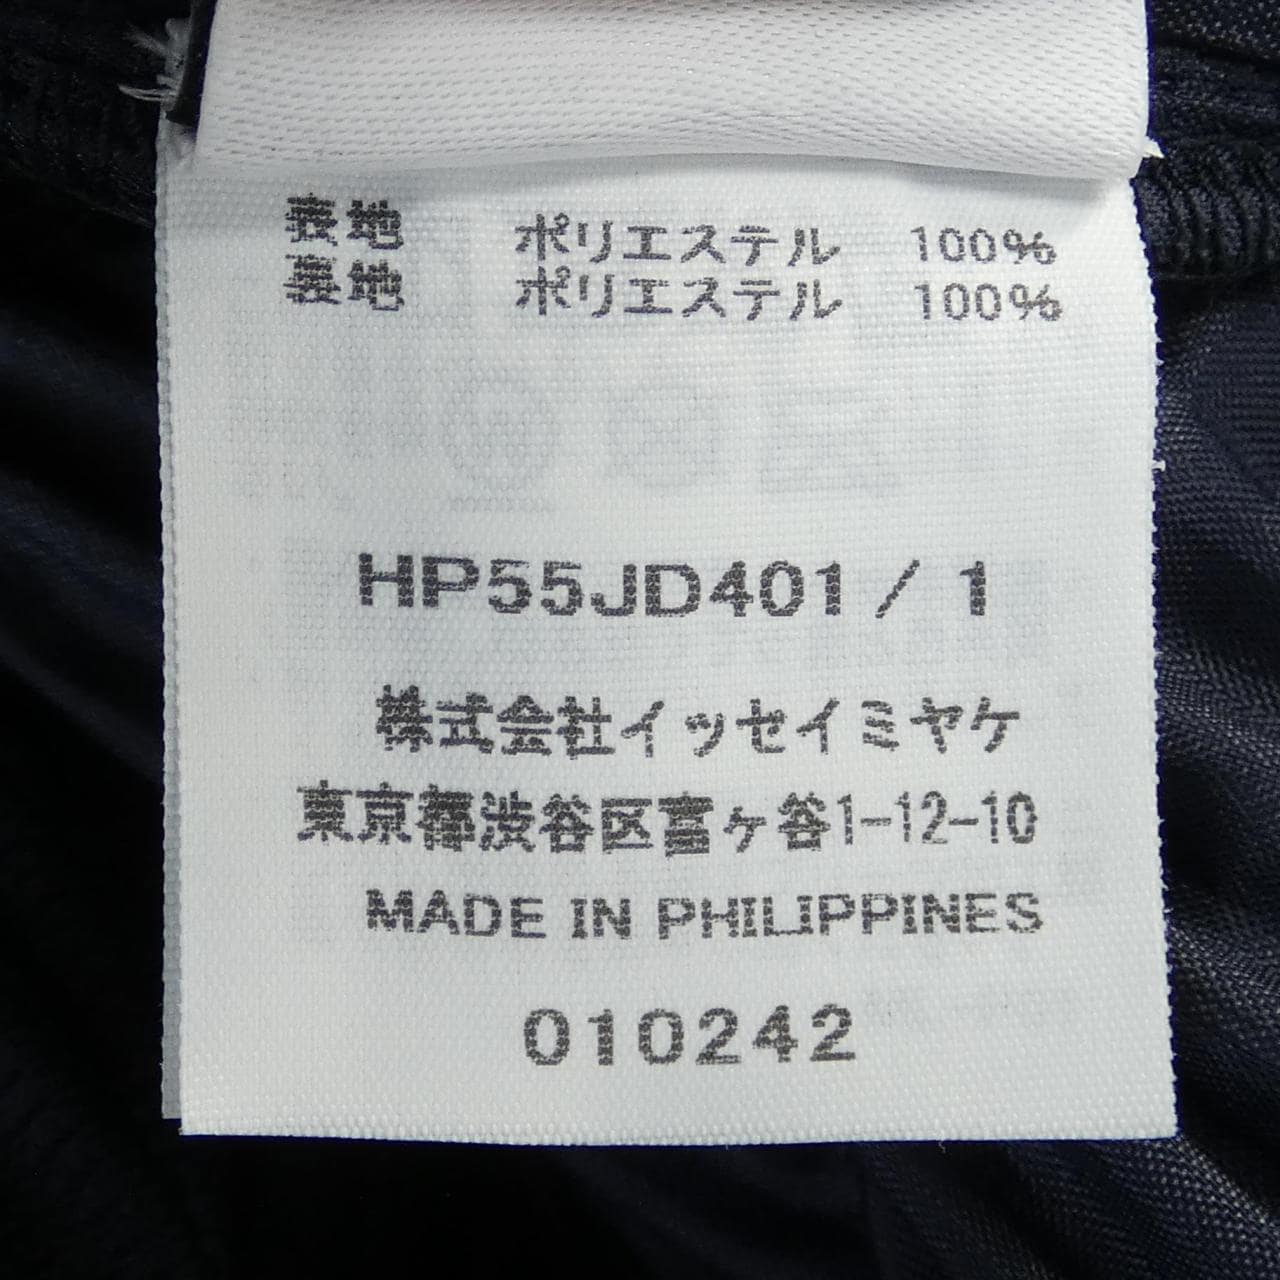 表地 ポリエステル 100%
裏地 ポリエステル 100%
HP55JD401 / 1
株式会社イッセイミヤケ
東京都渋谷区富ヶ谷1-12-10
MADE IN PHILIPPINES
010242